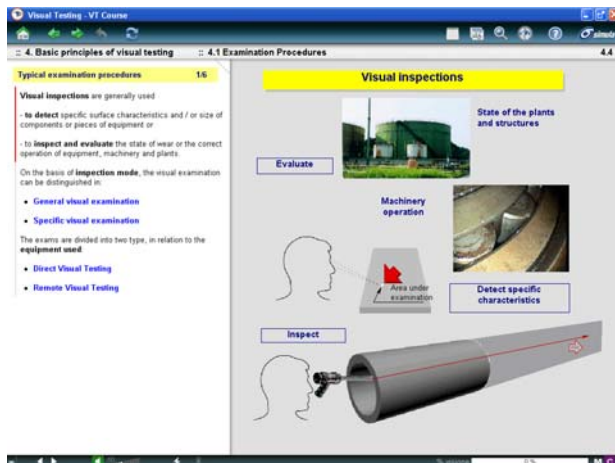 Visual Testing - VT Course
:: 4. Basic principles of visual testing
:: 4.1 Examination Procedures
4.4
Typical examination procedures
1/6
Visual inspections are generally used
- to detect specific surface characteristics and / or size of
components or pieces of equipment or
- to inspect and evaluate the state of wear or the correct
operation of equipment, machinery and plants.
On the basis of inspection mode, the visual examination
can be distinguished in:
• General visual examination
• Specific visual examination
The exams are divided into two type, in relation to the
equipment used:
• Direct Visual Testing
• Remote Visual Testing
Visual inspections
State of the plants
and structures
Evaluate
Machinery
operation
Area under
examination
Detect specific
characteristics
Inspect